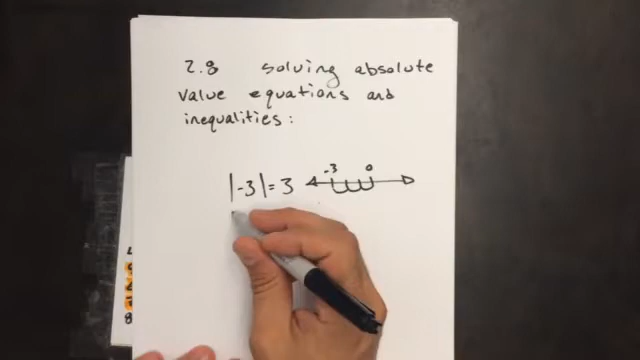 2.8 solving absolute
value equations and
inequalities:
-3 0
|-3| = 3